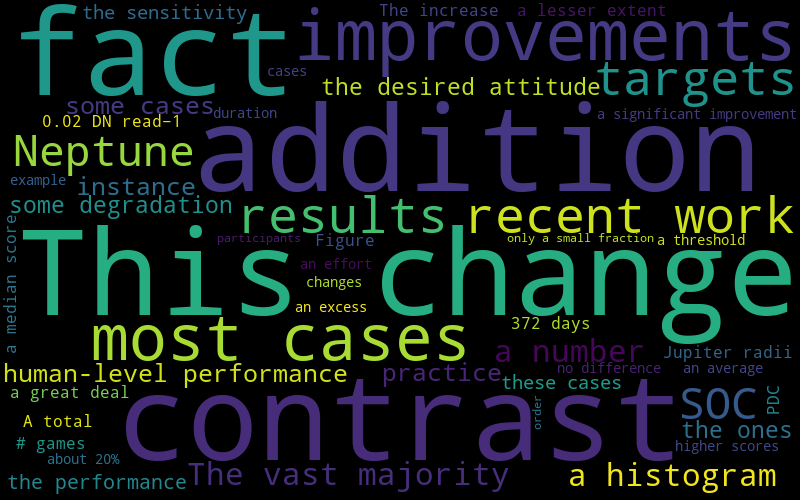 the sensitivity
The increase
a lesser extent
fact
improvements
cases
the desired attitude
targets
some cases
duration
a significant improvement
0.02 DN read−1
addition
Neptune
example
instance
some degradation
results
recent work
a median score
participants
Figure
only a small fraction
a threshold
This change
an effort
changes
an excess
372 days
most cases
a number
Jupiter radii
human-level performance
practice
no difference
an average
these cases
a great deal
contrast
order
SOC
PDC
A total
the ones
# games
higher scores
about 20%
the performance
The vast majority
a histogram